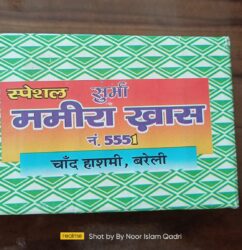 स्पेशल सुर्मा
ममीरा ख़ास
नं. 5551
चाँद हाशमी, बरेली
realme Shot by By Noor Islam Qadri